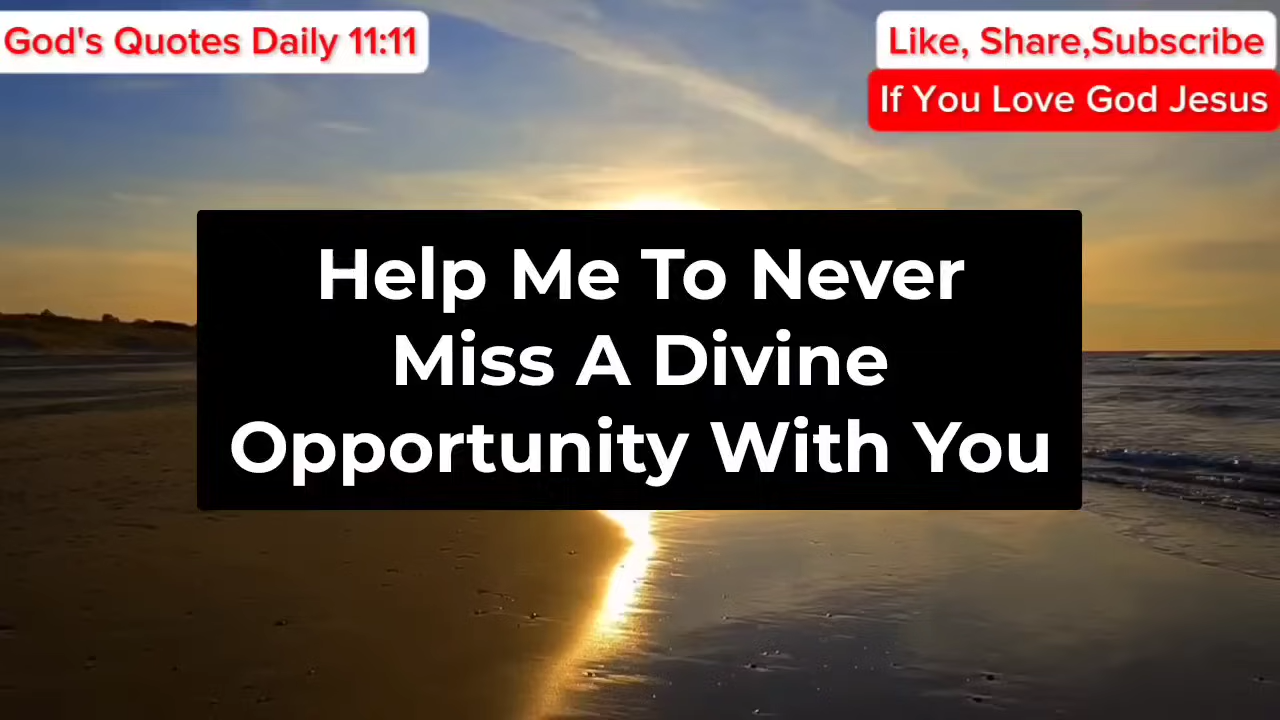 God's Quotes Daily 11:11
Like, Share,Subscribe
If You Love God Jesus
Help Me To Never
Miss A Divine
Opportunity With You